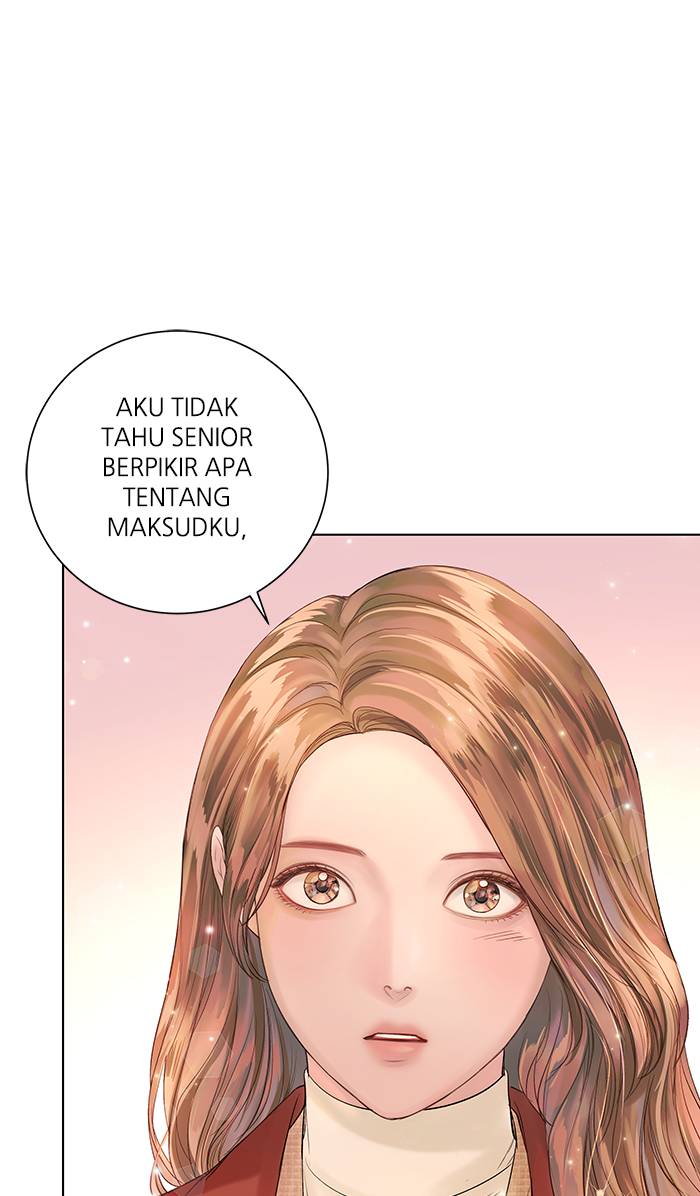 AKU TIDAK
TAHU SENIOR
BERPIKIR APA
TENTANG
MAKSUDKU,